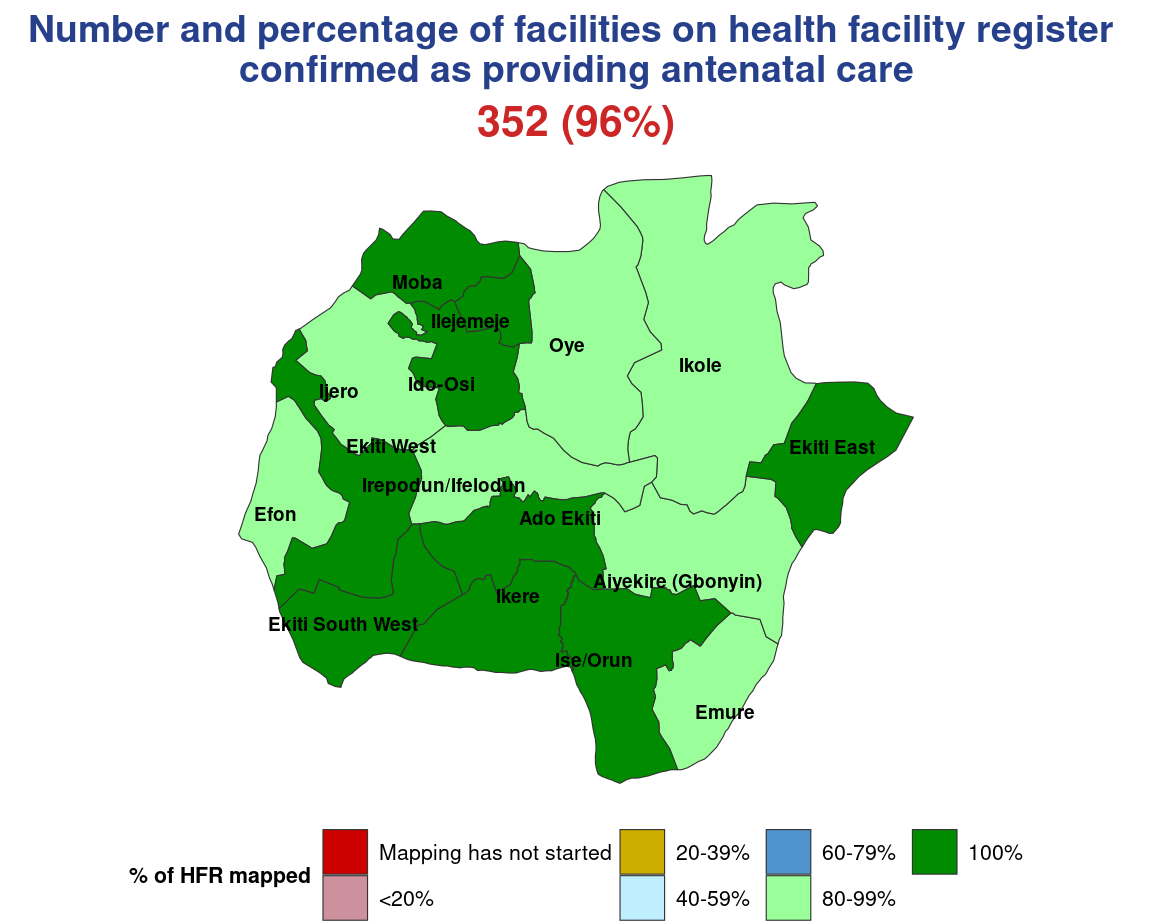 Number and percentage of facilities on health facility register
confirmed as providing antenatal care
352 (96%)
Moba
Ilejemeje
Oye
Ikole
Ijero
Ido-Osi
Ekiti West
Ekiti East
Irepodun/Ifelodun
Efon
Ado Ekiti
Aiyekire (Gbonyin)
Ikere
Ekiti South West
Ise/Orun
Emure
% of HFR mapped
Mapping has not started
<20%
20-39%
40-59%
60-79%
80-99%
100%